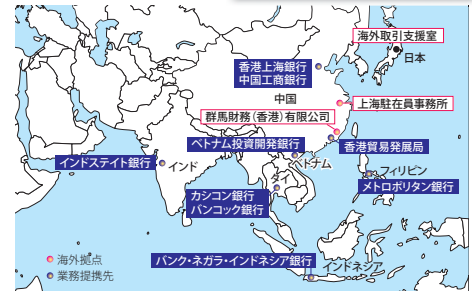 海外取引支援室
日本
香港上海銀行
中国工商銀行
中国
上海駐在員事務所
群馬財務(香港)有限公司
ベトナム投資開発銀行
香港貿易発展局
インドステイト銀行
インド
ベトナム
フィリピン
タイ
メトロポリタン銀行
カシコン銀行
バンコック銀行
バンク・ネガラ・インドネシア銀行
インドネシア
海外拠点
業務提携先